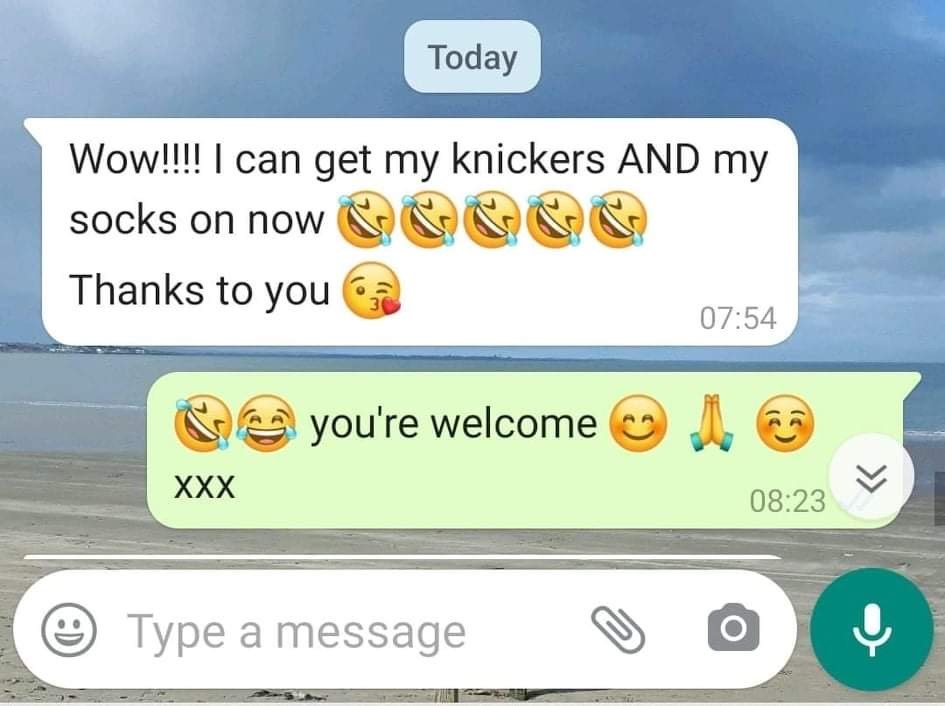 Today
Wow!!!! I can get my knickers AND my
socks on now 🤣🤣🤣🤣🤣
Thanks to you 😘
07:54
🤣😂 you're welcome 😊 🙏 ☺️
xxx
08:23
Type a message